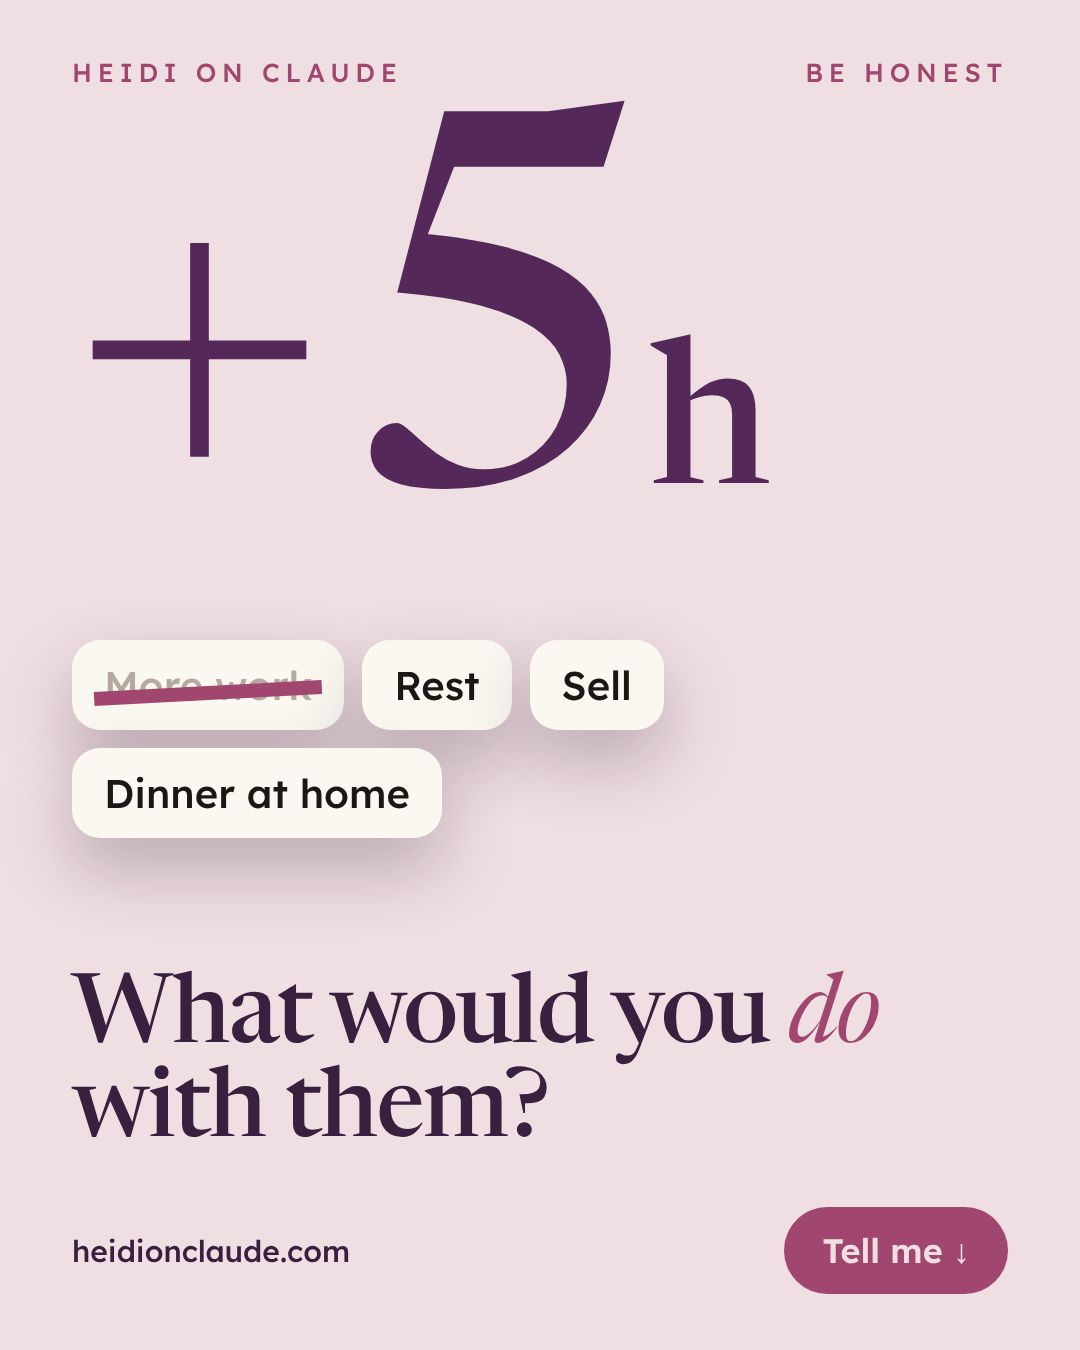 HEIDI ON CLAUDE
BE HONEST
+5h
More work
Rest
Sell
Dinner at home
What would you do
with them?
heidionclaude.com
Tell me ↓